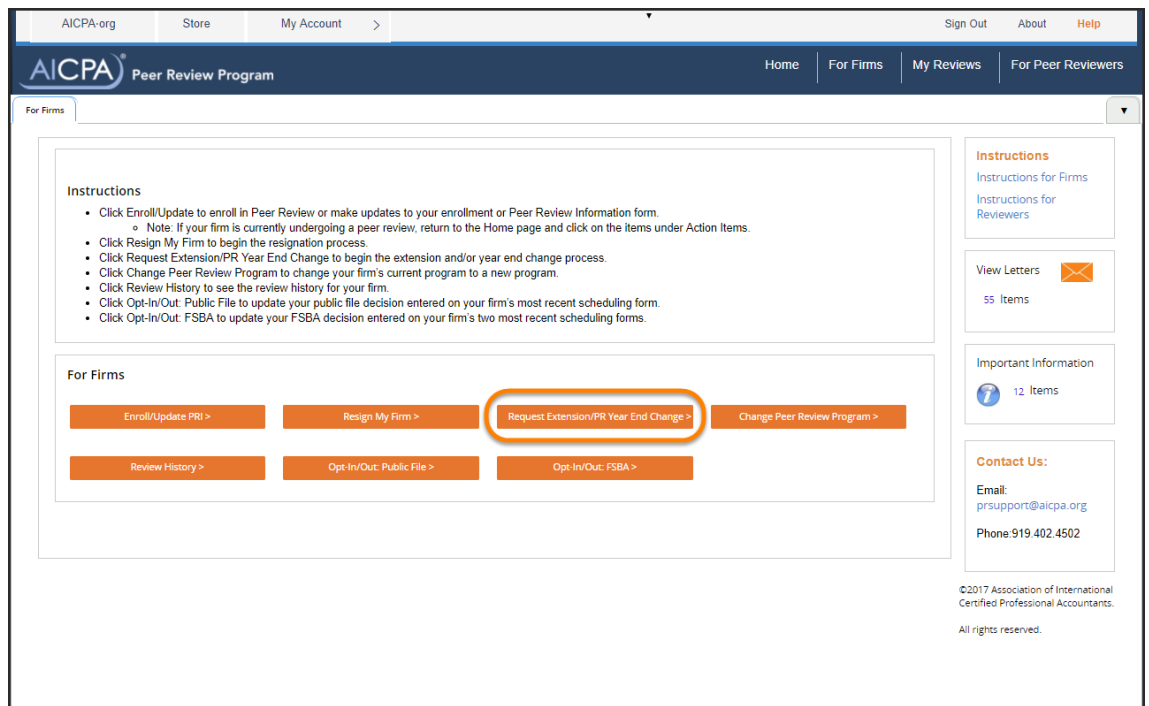 AICPA-org Store My Account > Sign Out About Help
AICPA Peer Review Program
Home For Firms My Reviews For Peer Reviewers
For Firms
Instructions
• Click Enroll/Update to enroll in Peer Review or make updates to your enrollment or Peer Review Information form.
o Note: If your firm is currently undergoing a peer review, return to the Home page and click on the items under Action Items.
• Click Resign My Firm to begin the resignation process.
• Click Request Extension/PR Year End Change to begin the extension and/or year end change process.
• Click Change Peer Review Program to change your firm's current program to a new program.
• Click Review History to see the review history for your firm.
• Click Opt-In/Out: Public File to update your public file decision entered on your firm's most recent scheduling form.
• Click Opt-In/Out: FSBA to update your FSBA decision entered on your firm's two most recent scheduling forms.
For Firms
Enroll/Update PRI >
Resign My Firm >
Request Extension/PR Year End Change >
Change Peer Review Program >
Review History >
Opt-In/Out: Public File >
Opt-In/Out: FSBA >
Instructions
Instructions for Firms
Instructions for
Reviewers
View Letters
55 Items
Important Information
12 Items
Contact Us:
Email:
prsupport@aicpa.org
Phone:919.402.4502
©2017 Association of International
Certified Professional Accountants.
All rights reserved.